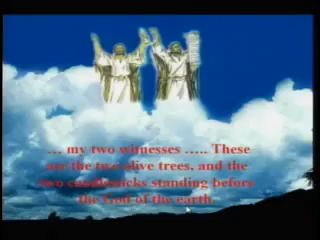 … my two witnesses ….. These
are the two olive trees, and the
two candlesticks standing before
the God of the earth.